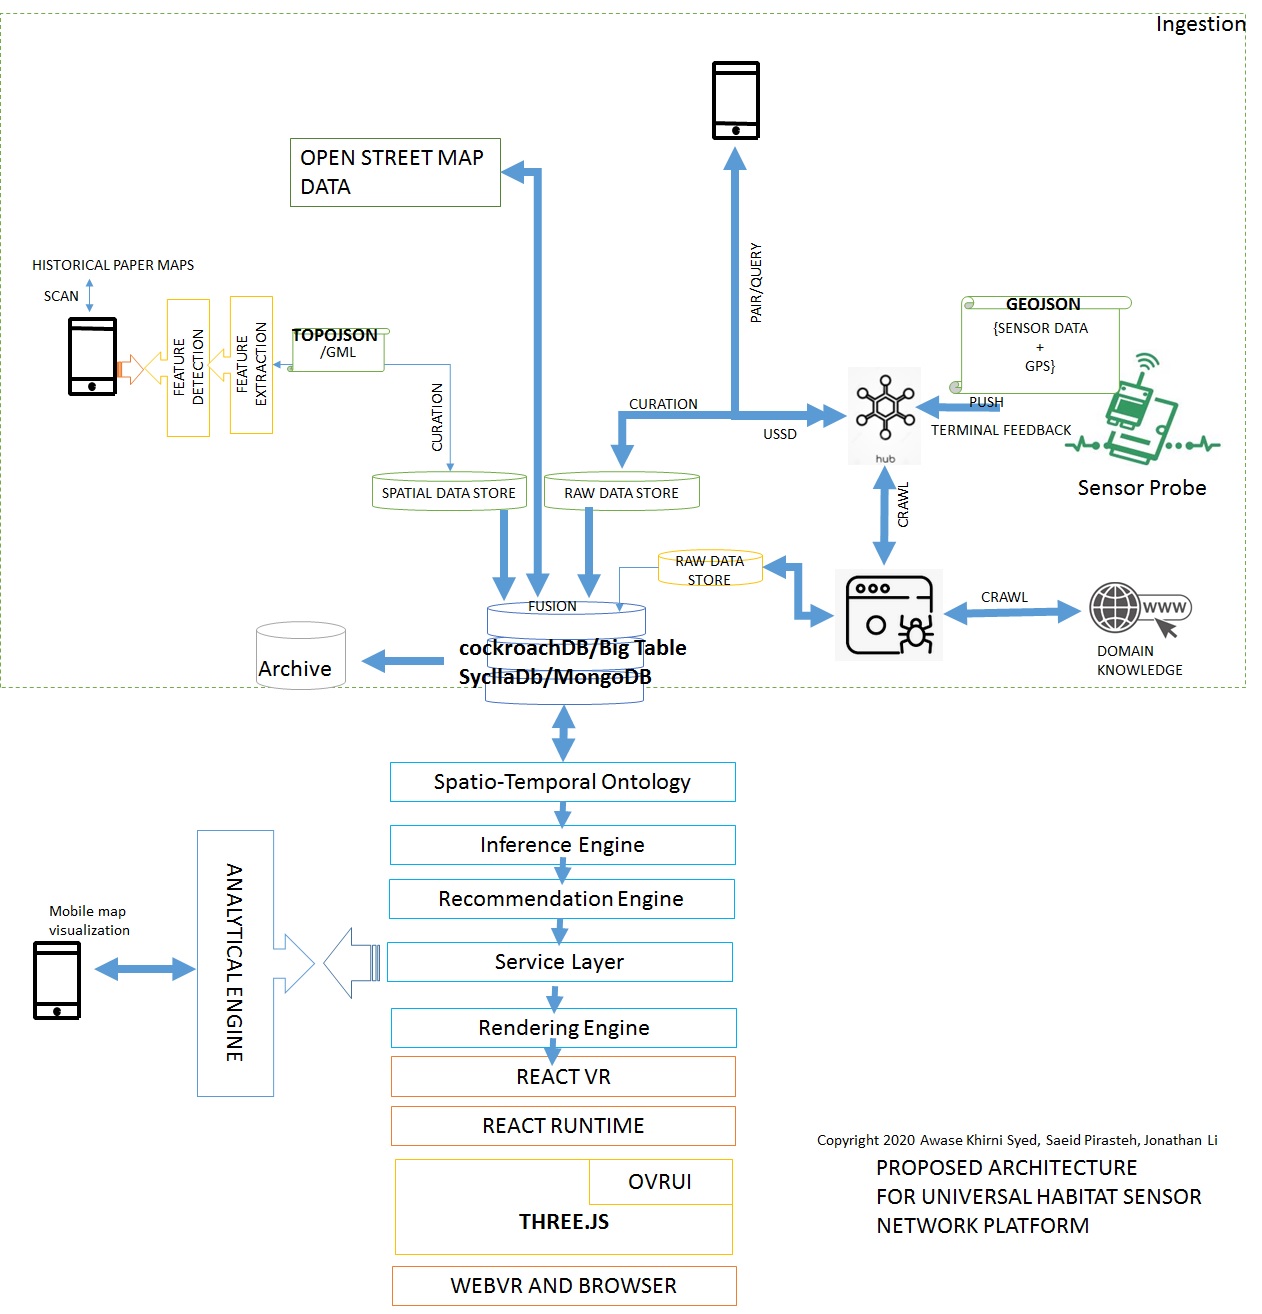 Ingestion
OPEN STREET MAP
DATA
HISTORICAL PAPER MAPS
SCAN
FEATURE
DETECTION
FEATURE
EXTRACTION
TOPOJSON
/GML
CURATION
PAIR/QUERY
CURATION
USSD
hub
GEOJSON
{SENSOR DATA
+
GPS}
PUSH
TERMINAL FEEDBACK
Sensor Probe
SPATIAL DATA STORE
RAW DATA STORE
CRAWL
RAW DATA
STORE
CRAWL
WWW
DOMAIN
KNOWLEDGE
FUSION
cockroachDB/Big Table
SycllaDb/MongoDB
Archive
Spatio-Temporal Ontology
Inference Engine
Recommendation Engine
Service Layer
Rendering Engine
REACT VR
REACT RUNTIME
OVRUI
THREE.JS
WEBVR AND BROWSER
ANALYTICAL ENGINE
Mobile map
visualization
Copyright 2020 Awase Khirni Syed, Saeid Pirasteh, Jonathan Li
PROPOSED ARCHITECTURE
FOR UNIVERSAL HABITAT SENSOR
NETWORK PLATFORM